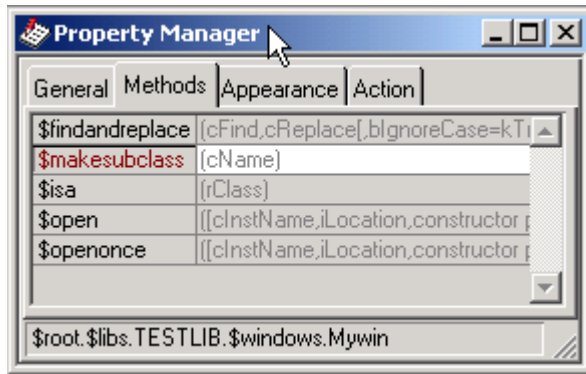 Property Manager
General Methods Appearance Action
$findandreplace (cFind,cReplace[,bIgnoreCase=kTr
$makesubclass (cName)
$isa (rClass)
$open ([cInstName,iLocation,constructor p
$openonce ([cInstName,iLocation,constructor p
$root.$libs.TESTLIB.$windows.Mywin